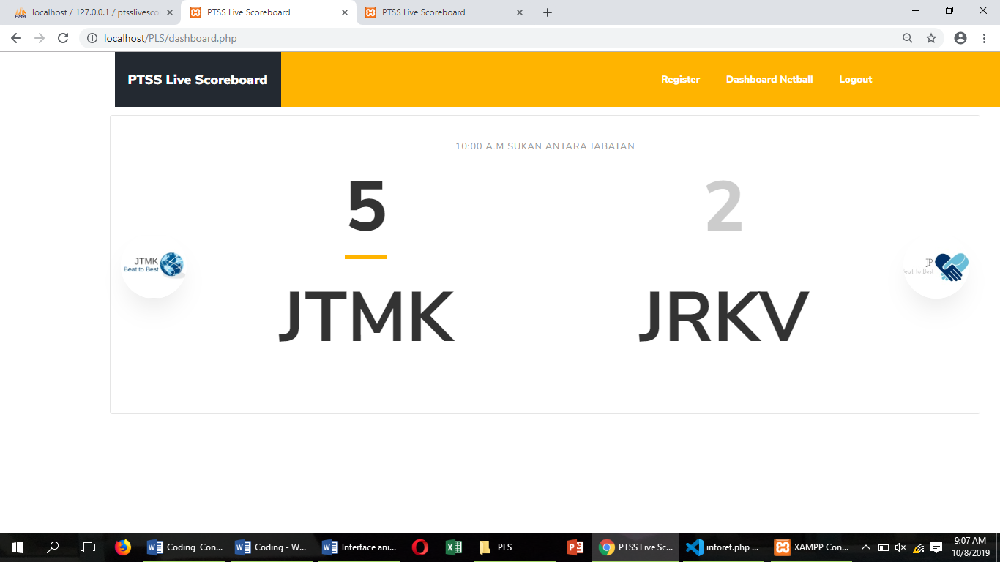 localhost / 127.0.0.1 / ptsslivesco
PTSS Live Scoreboard
PTSS Live Scoreboard
localhost/PLS/dashboard.php
PTSS Live Scoreboard
Register
Dashboard Netball
Logout
10:00 A.M SUKAN ANTARA JABATAN
5
2
JTMK
Beat to Best
JP
eat to Best
JTMK
JRKV
Coding Con...
Coding - W...
Interface ani...
PLS
PTSS Live Sc...
inforef.php ...
XAMPP Con...
9:07 AM
10/8/2019